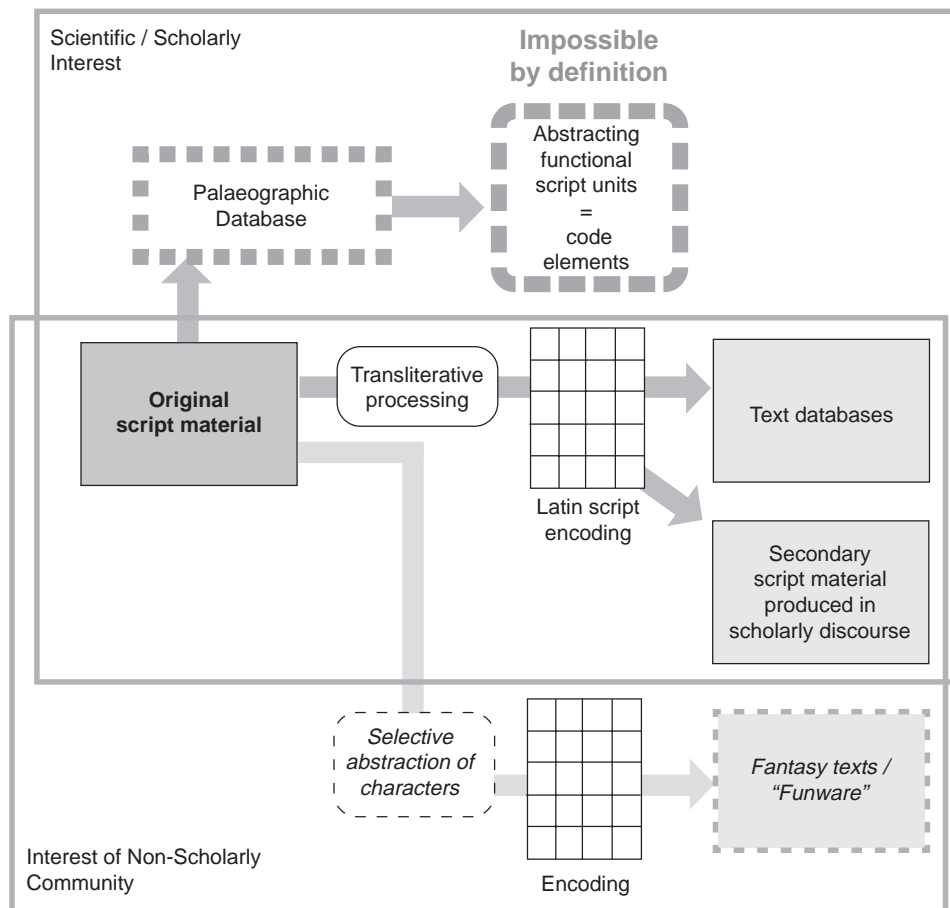 Scientific / Scholarly
Interest
Impossible
by definition
Abstracting
functional
script units
=
code
elements
Palaeographic
Database
Original
script material
Transliterative
processing
Latin script
encoding
Text databases
Secondary
script material
produced in
scholarly discourse
Selective
abstraction of
characters
Encoding
Fantasy texts /
“Funware”
Interest of Non-Scholarly
Community